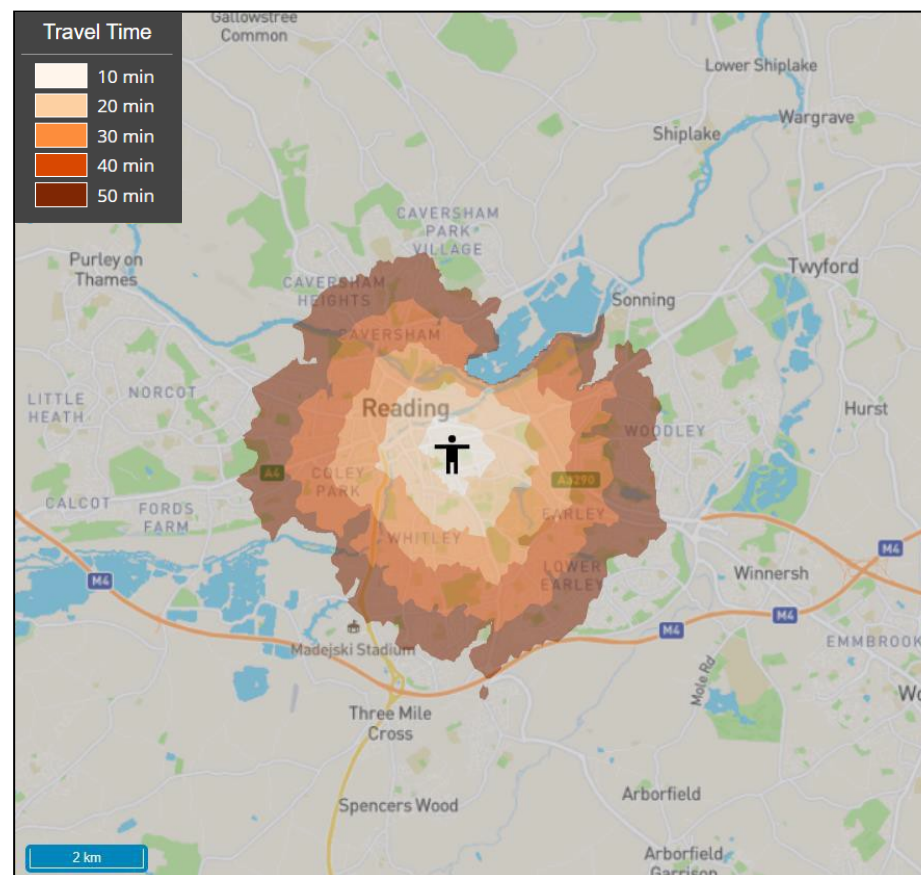 Travel Time
10 min
20 min
30 min
40 min
50 min
Gallowstree
Common
Lower Shiplake
Wargrave
Shiplake
CAVERSHAM
PARK
VILLAGE
Purley on
Thames
Twyford
CAVERSHAM
HEIGHTS
Sonning
CAVERSHAM
NORCOT
LITTLE
HEATH
Reading
Hurst
WOODLEY
A4
COLEY
PARK
A3290
CALCOT
FORDS
FARM
EARLEY
WHITLEY
M4
M4
LOWER
EARLEY
Winnersh
M4
M4
EMMBROOK
Madejski Stadium
Mole Rd
Wo
Three Mile
Cross
Spencers Wood
Arborfield
Arborfield
Garrison
2 km